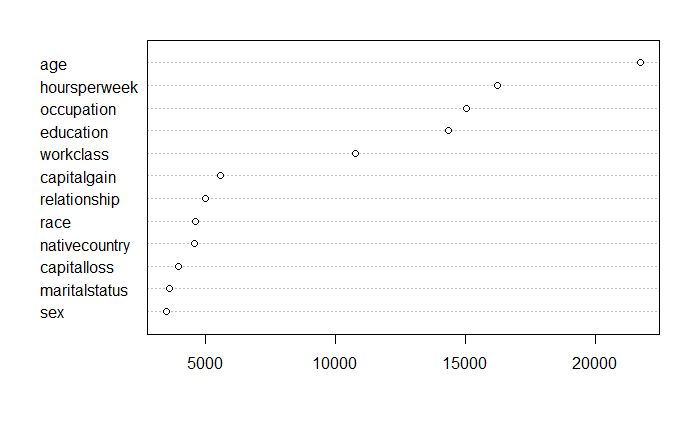 age
hoursperweek
occupation
education
workclass
capitalgain
relationship
race
nativecountry
capitalloss
maritalstatus
sex
5000 10000 15000 20000